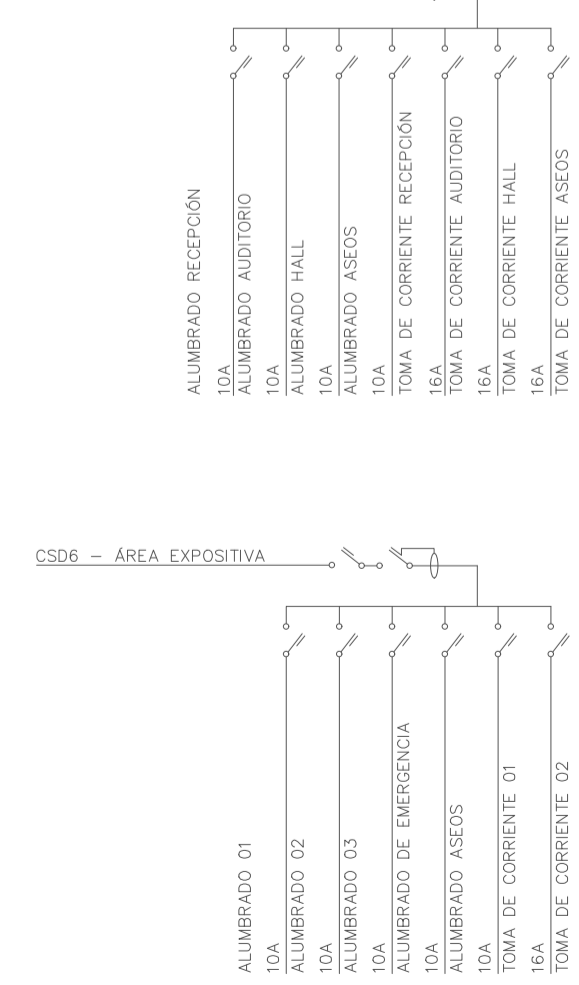 ALUMBRADO RECEPCIÓN
10A
ALUMBRADO AUDITORIO
10A
ALUMBRADO HALL
10A
ALUMBRADO ASEOS
10A
TOMA DE CORRIENTE RECEPCIÓN
16A
TOMA DE CORRIENTE AUDITORIO
16A
TOMA DE CORRIENTE HALL
16A
TOMA DE CORRIENTE ASEOS
CSD6 – ÁREA EXPOSITIVA
ALUMBRADO 01
10A
ALUMBRADO 02
10A
ALUMBRADO 03
10A
ALUMBRADO DE EMERGENCIA
10A
ALUMBRADO ASEOS
10A
TOMA DE CORRIENTE 01
16A
TOMA DE CORRIENTE 02